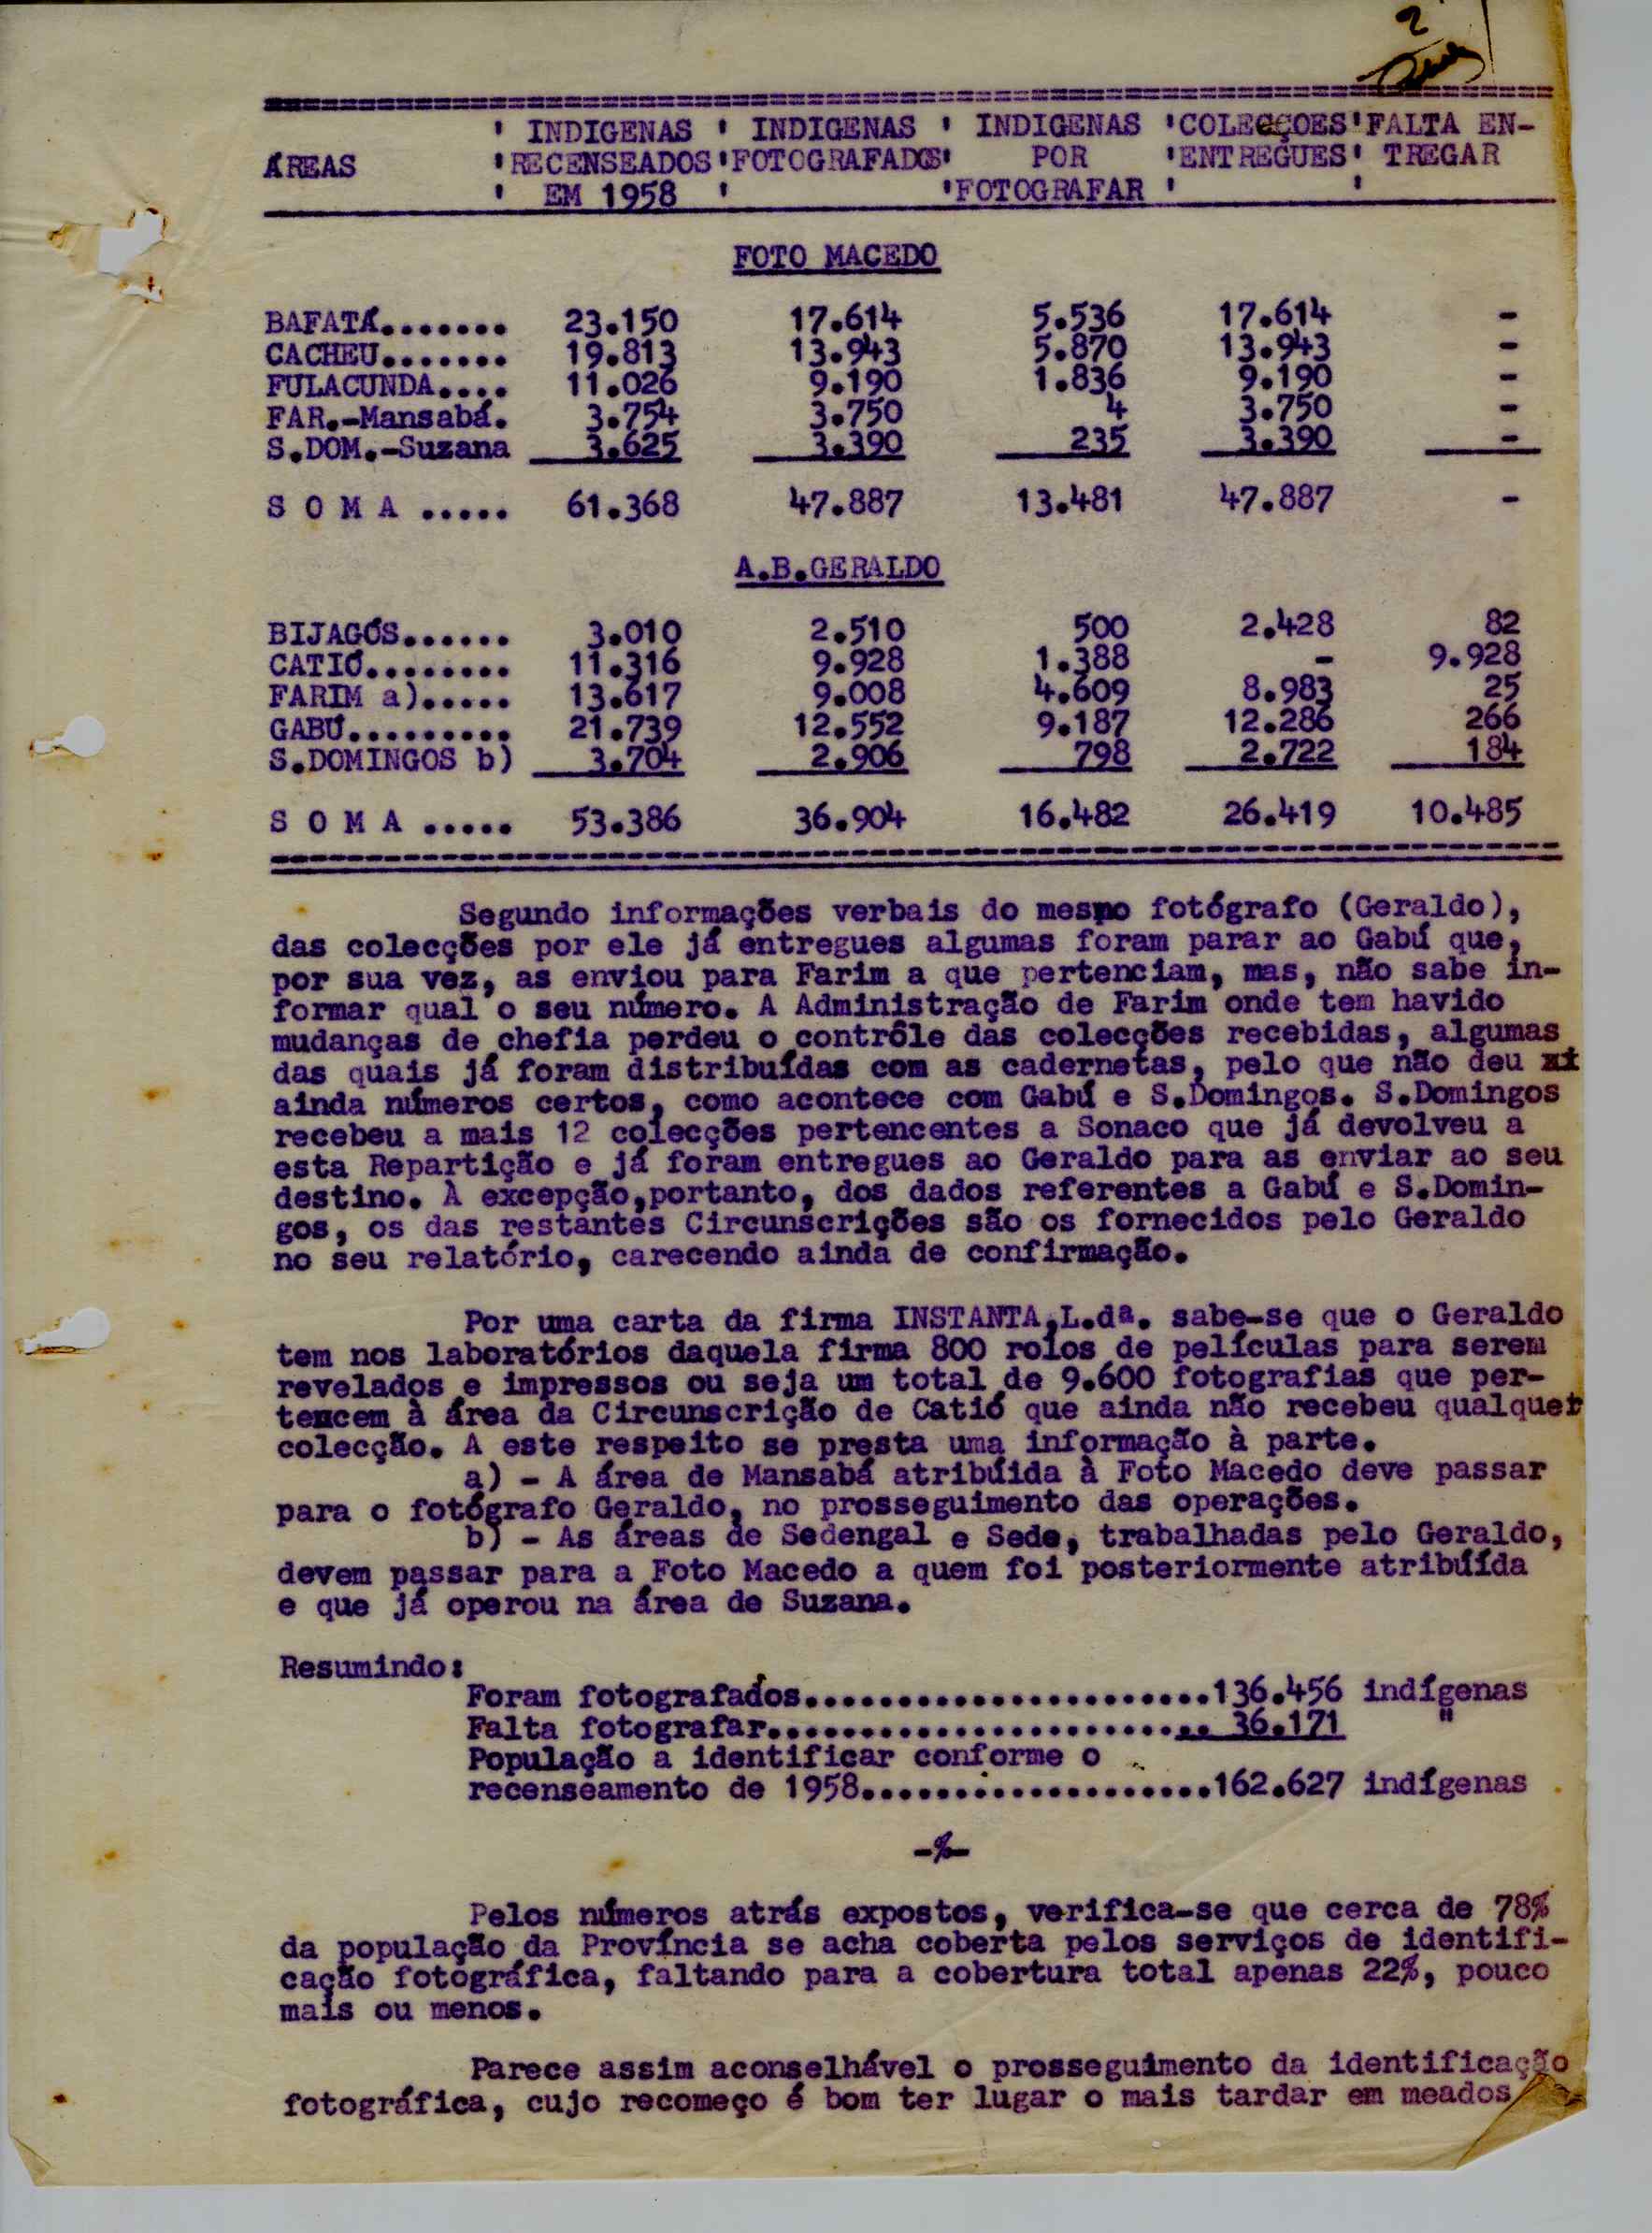 2
ÁREAS ' INDIGENAS RECENSEADOS EM 1958 ' INDIGENAS FOTOGRAFADOS ' INDIGENAS POR FOTOGRAFAR ' COLECÇOES ENTREGUES ' FALTA EN-TREGAR
FOTO MACEDO
BAFATÁ....... 23.150 17.614 5.536 17.614 -
CACHEU....... 19.813 13.943 5.870 13.943 -
FULACUNDA.... 11.026 9.190 1.836 9.190 -
FAR.-Mansabá. 3.754 3.750 4 3.750 -
S.DOM.-Suzana 3.625 3.390 235 3.390 -
S O M A ..... 61.368 47.887 13.481 47.887 -
A.B.GERALDO
BIJAGÓS...... 3.010 2.510 500 2.428 82
CATIÓ........ 11.316 9.928 1.388 - 9.928
FARIM a)..... 13.617 9.008 4.609 8.983 25
GABÚ......... 21.739 12.552 9.187 12.286 266
S.DOMINGOS b) 3.704 2.906 798 2.722 184
S O M A ..... 53.386 36.904 16.482 26.419 10.485
Segundo informações verbais do mesmo fotógrafo (Geraldo),
das colecções por ele já entregues algumas foram parar ao Gabú que,
por sua vez, as enviou para Farim a que pertenciam, mas, não sabe in-
formar qual o seu número. A Administração de Farim onde tem havido
mudanças de chefia perdeu o contrôle das colecções recebidas, algumas
das quais já foram distribuídas com as cadernetas, pelo que não deu xi
ainda números certos, como acontece com Gabú e S.Domingos. S.Domingos
recebeu a mais 12 colecções pertencentes a Sonaco que já devolveu a
esta Repartição e já foram entregues ao Geraldo para as enviar ao seu
destino. À excepção,portanto, dos dados referentes a Gabú e S.Domin-
gos, os das restantes Circunscrições são os fornecidos pelo Geraldo
no seu relatório, carecendo ainda de confirmação.
Por uma carta da firma INSTANTA,L.dª. sabe-se que o Geraldo
tem nos laboratórios daquela firma 800 rolos de películas para serem
revelados e impressos ou seja um total de 9.600 fotografias que per-
tencem à área da Circunscrição de Catió que ainda não recebeu qualquer
colecção. A este respeito se presta uma informação à parte.
a) - A área de Mansabá atribúida à Foto Macedo deve passar
para o fotógrafo Geraldo, no prosseguimento das operações.
b) - As áreas de Sedengal e Sede, trabalhadas pelo Geraldo,
devem passar para a Foto Macedo a quem foi posteriormente atribúída
e que já operou na área de Suzana.
Resumindo:
Foram fotografados......................136.456 indígenas
Falta fotografar........................ 36.171 "
População a identificar conforme o
recenseamento de 1958...................162.627 indígenas
-%-
Pelos números atrás expostos, verifica-se que cerca de 78%
da população da Província se acha coberta pelos serviços de identifi-
cação fotográfica, faltando para a cobertura total apenas 22%, pouco
mais ou menos.
Parece assim aconselhável o prosseguimento da identificação
fotográfica, cujo recomeço é bom ter lugar o mais tardar em meados